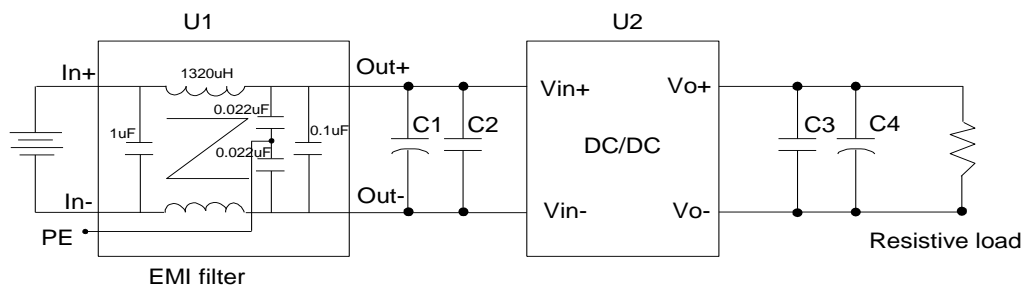 U1
U2
In+
1320uH
Out+
Vin+
Vo+
0.022uF
1uF
0.1uF
C1
C2
C3
C4
DC/DC
0.022uF
In-
Out-
Vin-
Vo-
PE
Resistive load
EMI filter